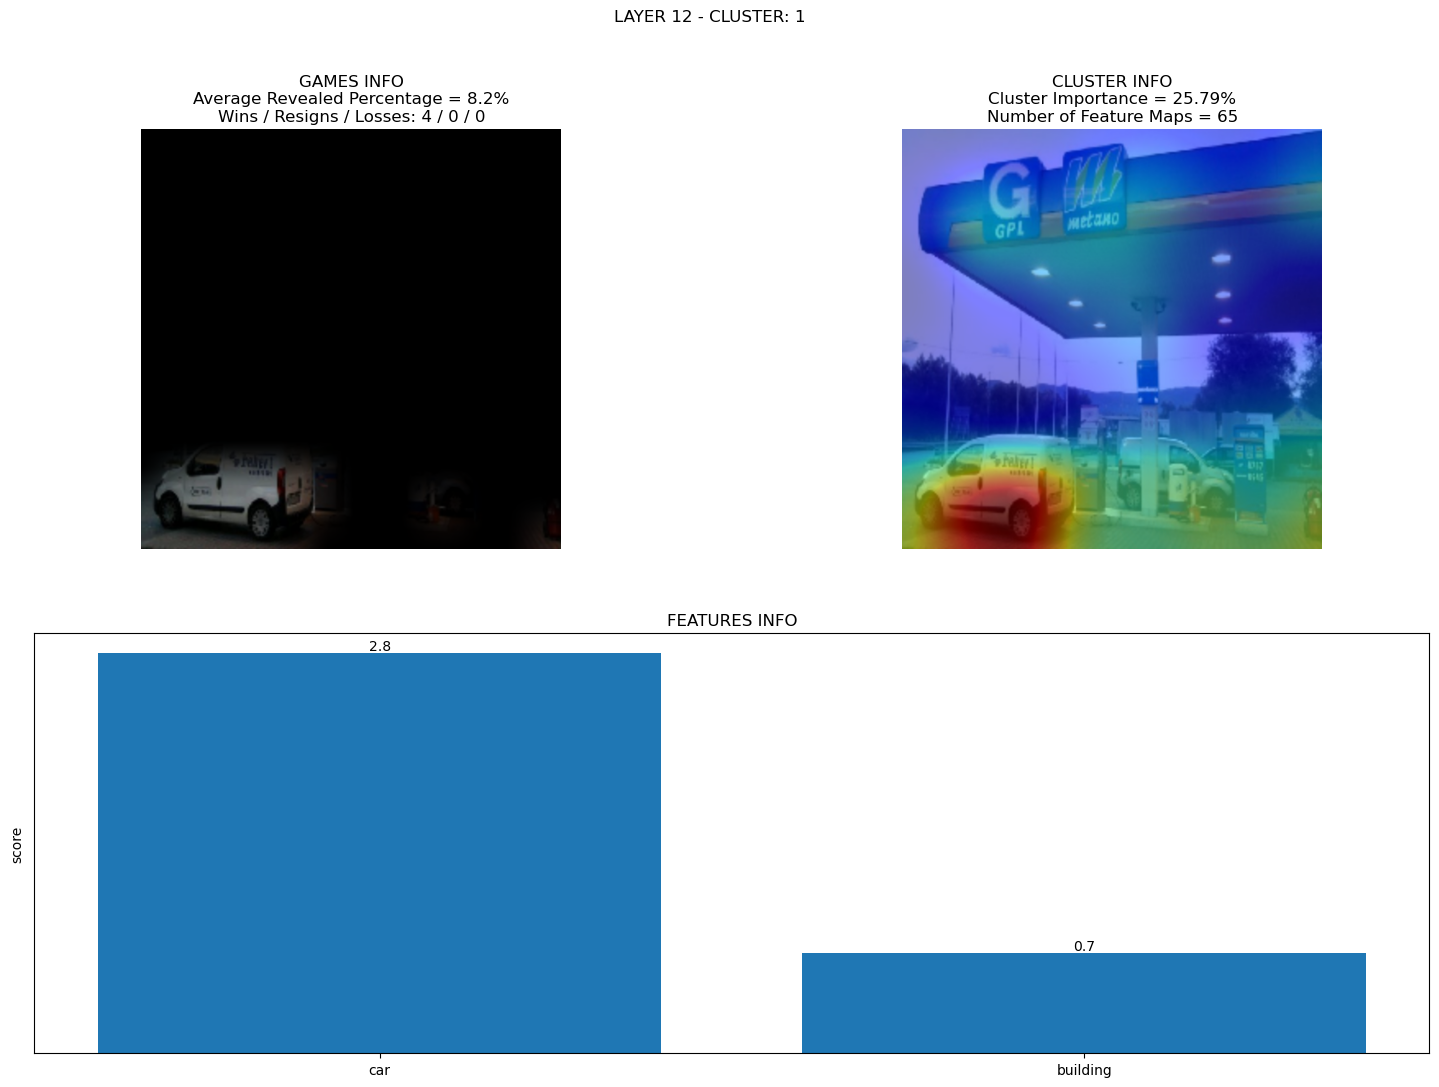 LAYER 12 - CLUSTER: 1
GAMES INFO
Average Revealed Percentage = 8.2%
Wins / Resigns / Losses: 4 / 0 / 0
CLUSTER INFO
Cluster Importance = 25.79%
Number of Feature Maps = 65
G
GPL
metano
FEATURES INFO
score
2.8
0.7
car
building